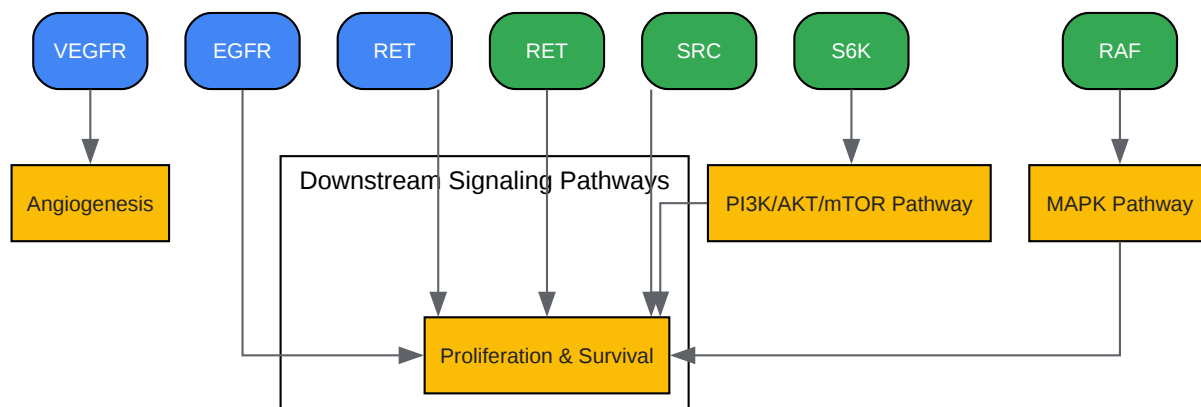 VEGFR
EGFR
RET
RET
SRC
S6K
RAF
Downstream Signaling Pathways
Angiogenesis
PI3K/AKT/mTOR Pathway
MAPK Pathway
Proliferation & Survival